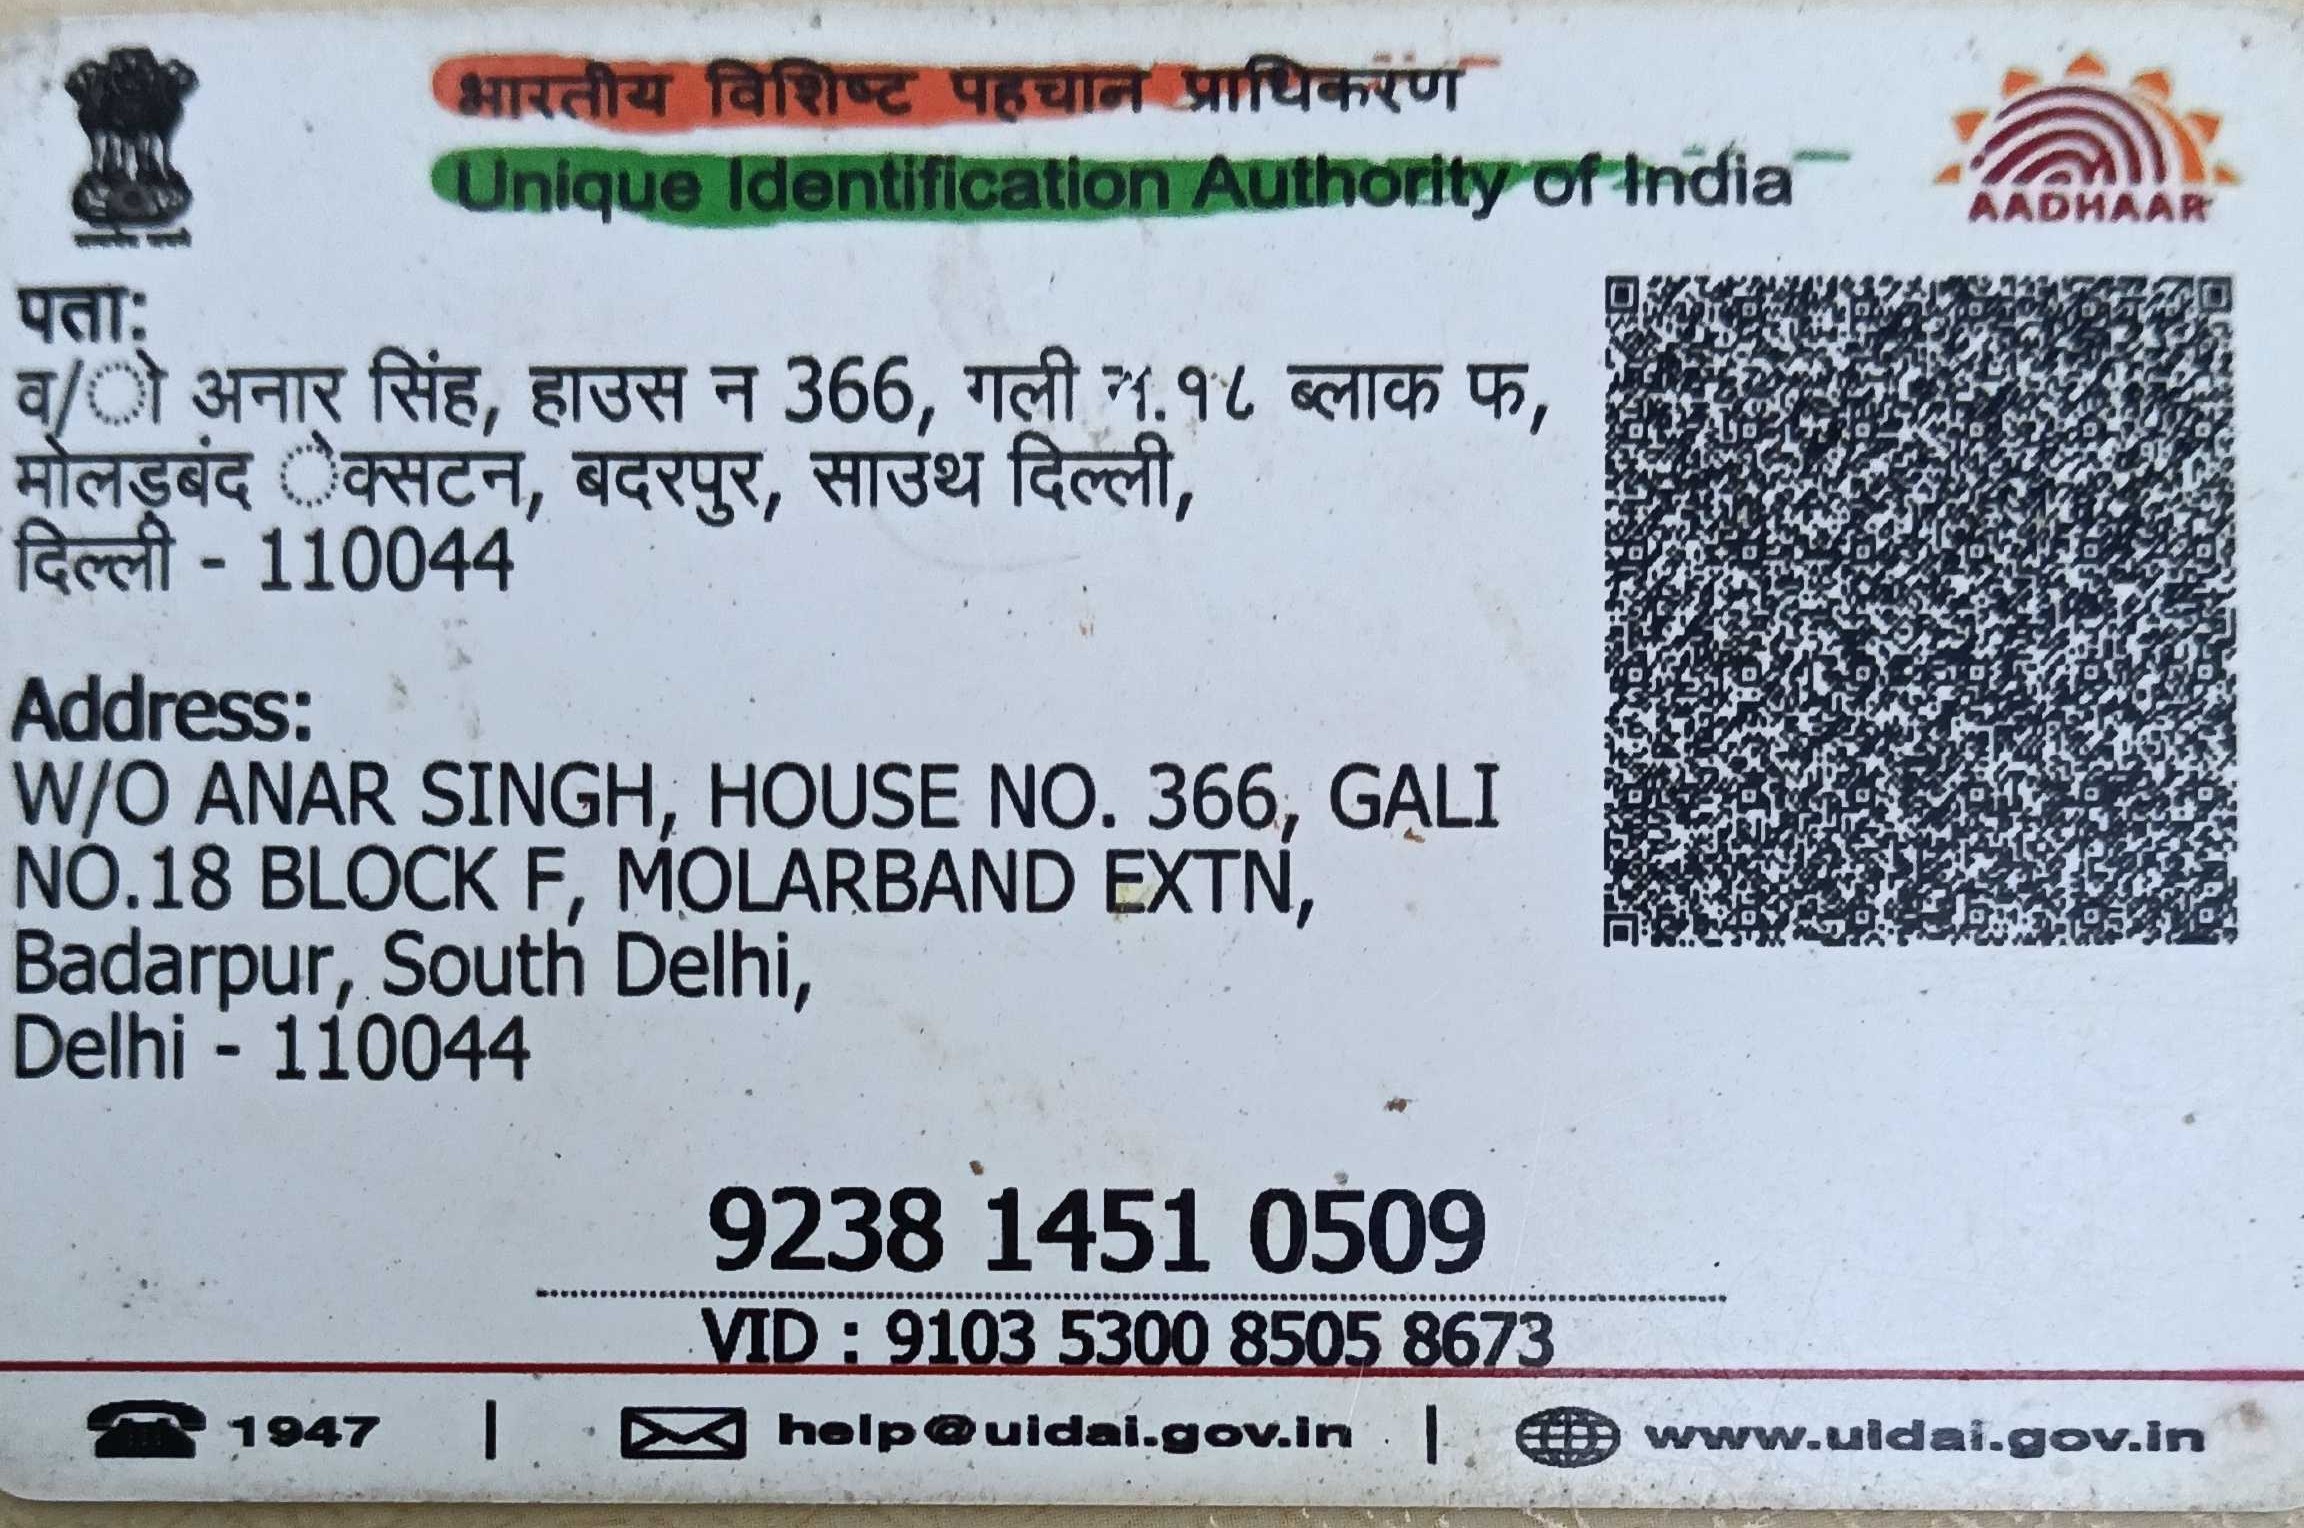 भारतीय विशिष्ट पहचान प्राधिकरण
Unique Identification Authority of India
AADHAAR
पता:
व/ो अनार सिंह, हाउस न 366, गली न.१८ ब्लाक फ,
मोलड़बंद ेक्सटन, बदरपुर, साउथ दिल्ली,
दिल्ली - 110044
Address:
W/O ANAR SINGH, HOUSE NO. 366, GALI
NO.18 BLOCK F, MOLARBAND EXTN,
Badarpur, South Delhi,
Delhi - 110044
9238 1451 0509
VID : 9103 5300 8505 8673
1947 | help@uidai.gov.in | www.uidai.gov.in